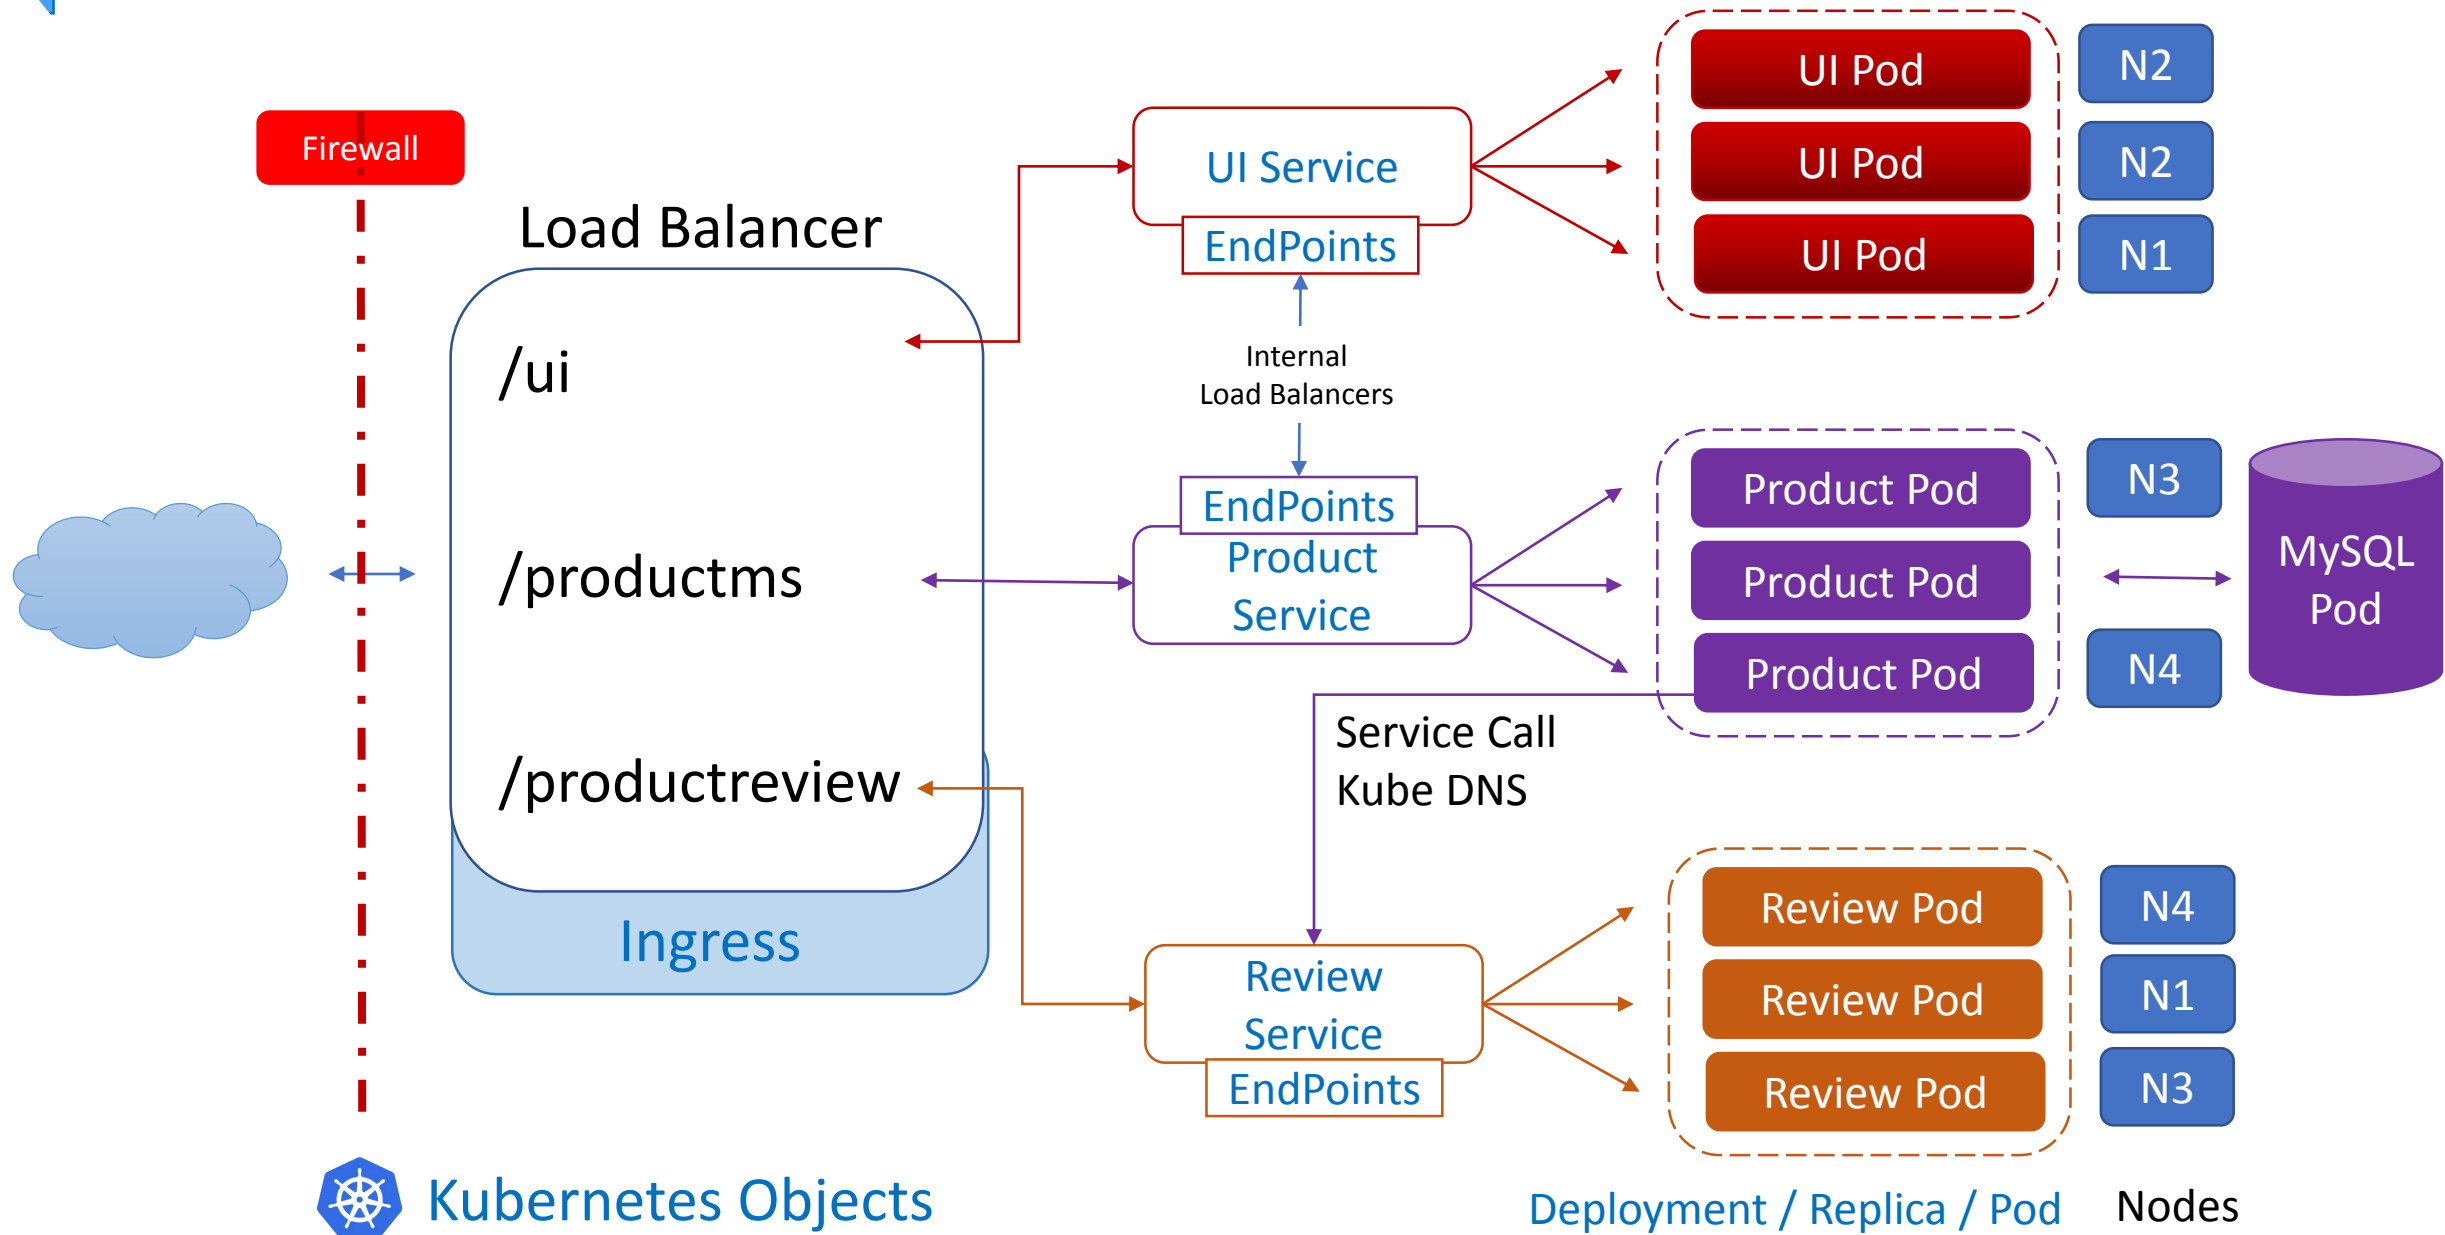 Firewall
Load Balancer
/ui
/productms
/productreview
Ingress
UI Service
EndPoints
Internal
Load Balancers
EndPoints
Product
Service
Service Call
Kube DNS
Review
Service
EndPoints
UI Pod
N2
UI Pod
N2
UI Pod
N1
Product Pod
N3
Product Pod
Product Pod
N4
MySQL
Pod
Review Pod
N4
Review Pod
N1
Review Pod
N3
Kubernetes Objects
Deployment / Replica / Pod
Nodes